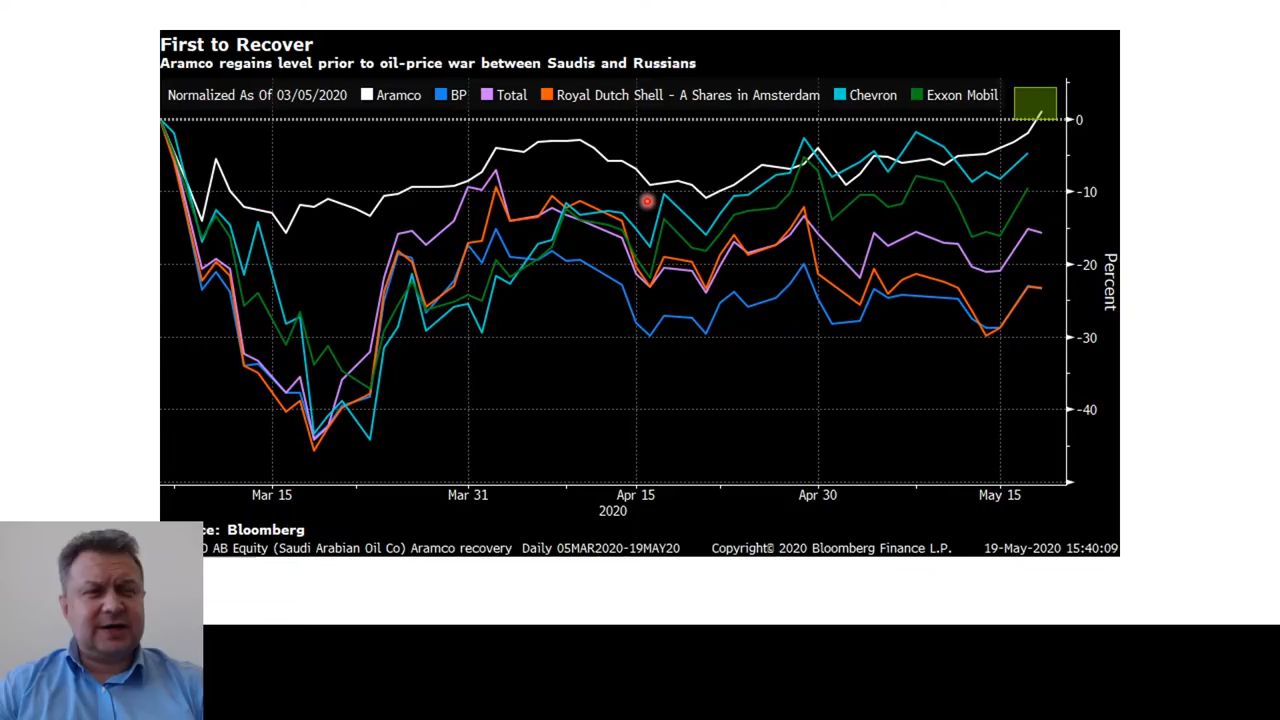 First to Recover
Aramco regains level prior to oil-price war between Saudis and Russians
Normalized As Of 03/05/2020 Aramco BP Total Royal Dutch Shell - A Shares in Amsterdam Chevron Exxon Mobil
0
-10
-20
-30
-40
Percent
Mar 15 Mar 31 Apr 15 Apr 30 May 15
2020
Bloomberg
AB Equity (Saudi Arabian Oil Co) Aramco recovery Daily 05MAR2020-19MAY20 Copyright© 2020 Bloomberg Finance L.P. 19-May-2020 15:40:09